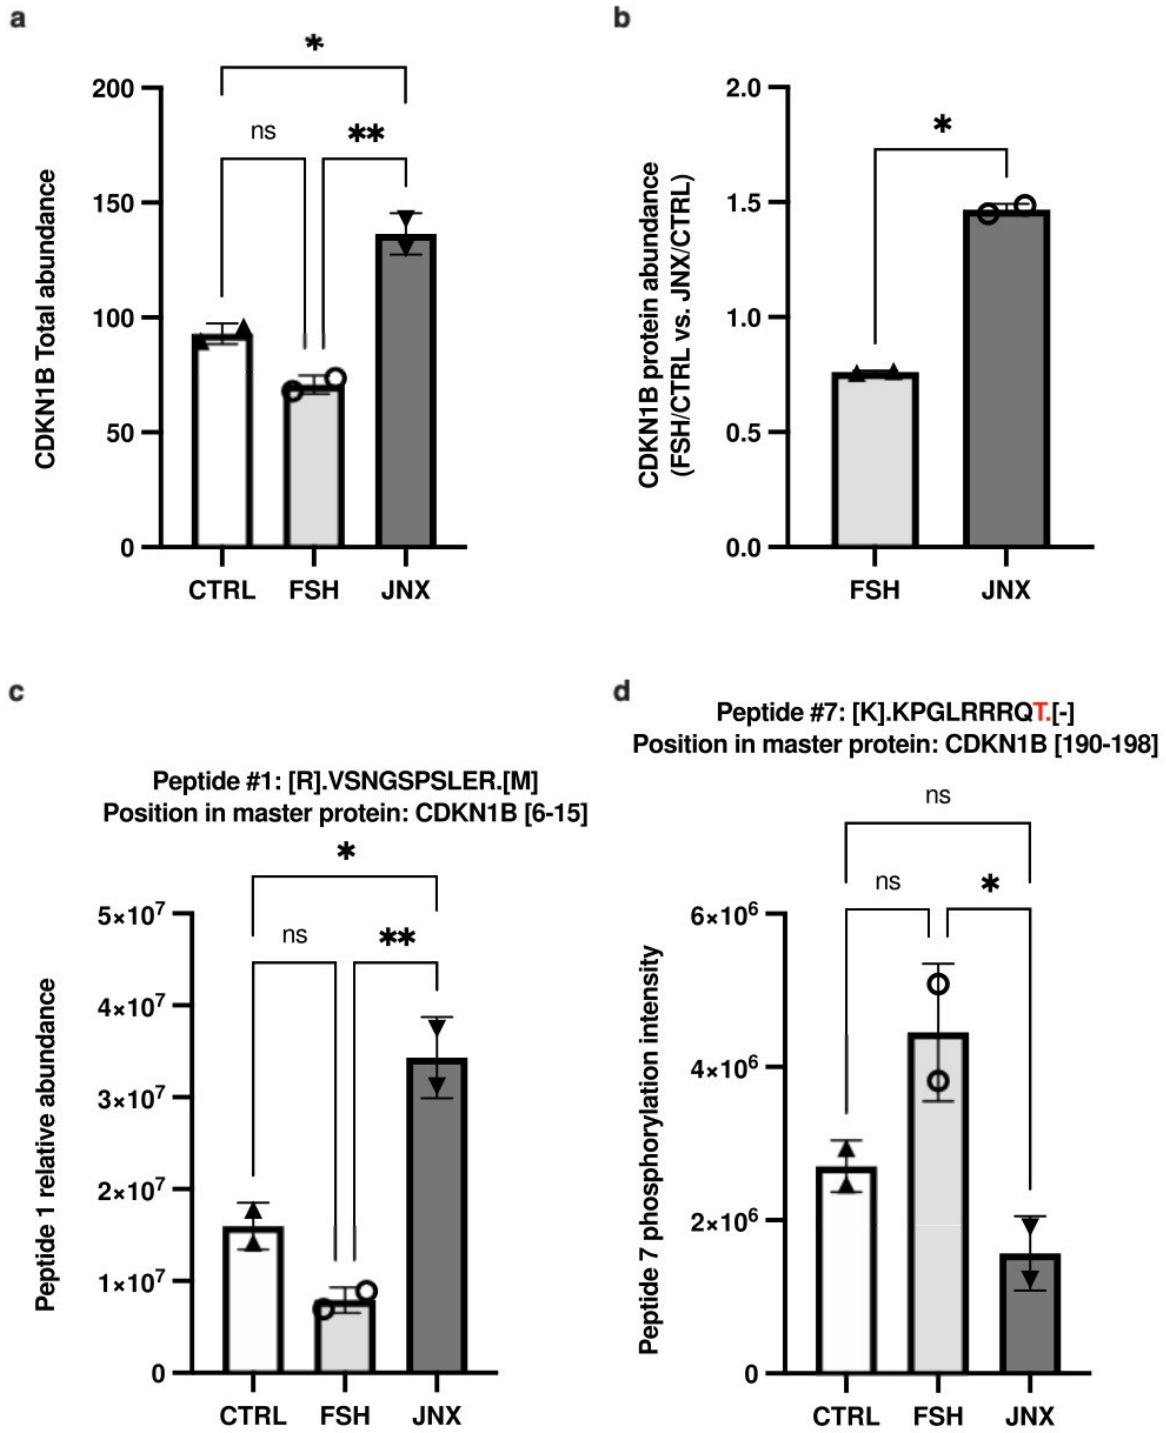 a
*
200
ns
**
150
100
50
0
CDKN1B Total abundance
CTRL FSH JNX
b
2.0
*
1.5
1.0
0.5
0.0
CDKN1B protein abundance
(FSH/CTRL vs. JNX/CTRL)
FSH JNX
c
Peptide #1: [R].VSNGSPSLER.[M]
Position in master protein: CDKN1B [6-15]
*
ns
**
5×10⁷
4×10⁷
3×10⁷
2×10⁷
1×10⁷
0
Peptide 1 relative abundance
CTRL FSH JNX
d
Peptide #7: [K].KPGLRRRQT.[-]
Position in master protein: CDKN1B [190-198]
ns
ns
*
6×10⁶
4×10⁶
2×10⁶
0
Peptide 7 phosphorylation intensity
CTRL FSH JNX